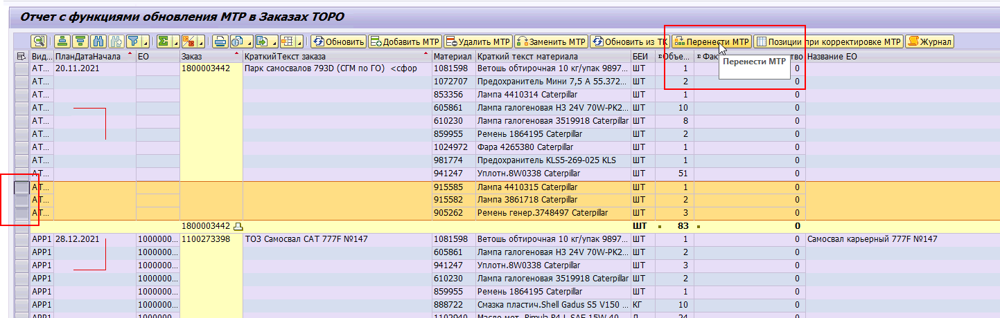 Отчет с функциями обновления МТР в Заказах ТОРО
Обновить Добавить МТР Удалить МТР Заменить МТР Обновить из ТК Перенести МТР Позиции при корректировке МТР Журнал
Вид... ПланДатаНачала ЕО Заказ КраткийТекст заказа Материал Краткий текст материала БЕИ Объе... Фак тво Название ЕО
Перенести МТР
АТ... 20.11.2021 1800003442 Парк самосвалов 793D (СГМ по ГО) <сфор 1081598 Ветошь обтирочная 10 кг/упак 9897... ШТ 1 0
АТ... 1072707 Предохранитель Мини 7,5 А 55.372... ШТ 2 0
АТ... 853356 Лампа 4410314 Caterpillar ШТ 1 0
АТ... 605861 Лампа галогеновая H3 24V 70W-PK2... ШТ 10 0
АТ... 610230 Лампа галогеновая 3519918 Caterpillar ШТ 8 0
АТ... 859955 Ремень 1864195 Caterpillar ШТ 2 0
АТ... 1024972 Фара 4265380 Caterpillar ШТ 1 0
АТ... 981774 Предохранитель KLS5-269-025 KLS ШТ 1 0
АТ... 941247 Уплотн.8W0338 Caterpillar ШТ 51 0
АТ... 915585 Лампа 4410315 Caterpillar ШТ 1 0
АТ... 915582 Лампа 3861718 Caterpillar ШТ 2 0
АТ... 905262 Ремень генер.3748497 Caterpillar ШТ 3 0
1800003442 ШТ 83 0
АРР1 28.12.2021 1000000... 1100273398 ТОЗ Самосвал CAT 777F №147 1081598 Ветошь обтирочная 10 кг/упак 9897... ШТ 1 0 Самосвал карьерный 777F №147
АРР1 1000000... 605861 Лампа галогеновая H3 24V 70W-PK2... ШТ 2 0
АРР1 1000000... 941247 Уплотн.8W0338 Caterpillar ШТ 3 0
АРР1 1000000... 610230 Лампа галогеновая 3519918 Caterpillar ШТ 2 0
АРР1 1000000... 859955 Ремень 1864195 Caterpillar ШТ 1 0
АРР1 1000000... 888722 Смазка пластич.Shell Gadus S5 V150 ... КГ 10 0
АРР1 1000000... 1102940 Масло мот. Rimula R4 L SAE 15W-40 Л 24 0